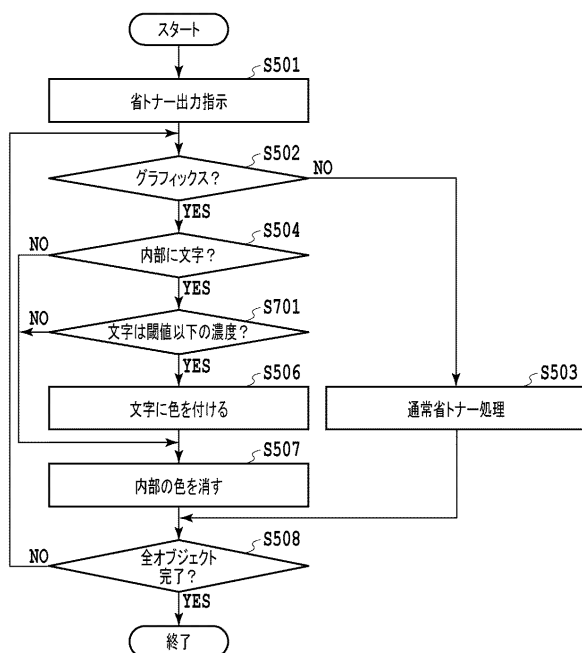 スタート
S501
省トナー出力指示
S502
グラフィックス?
NO
YES
S504
内部に文字?
NO
YES
S701
文字は閾値以下の濃度?
NO
YES
S506
文字に色を付ける
S503
通常省トナー処理
S507
内部の色を消す
S508
全オブジェクト
完了?
NO
YES
終了